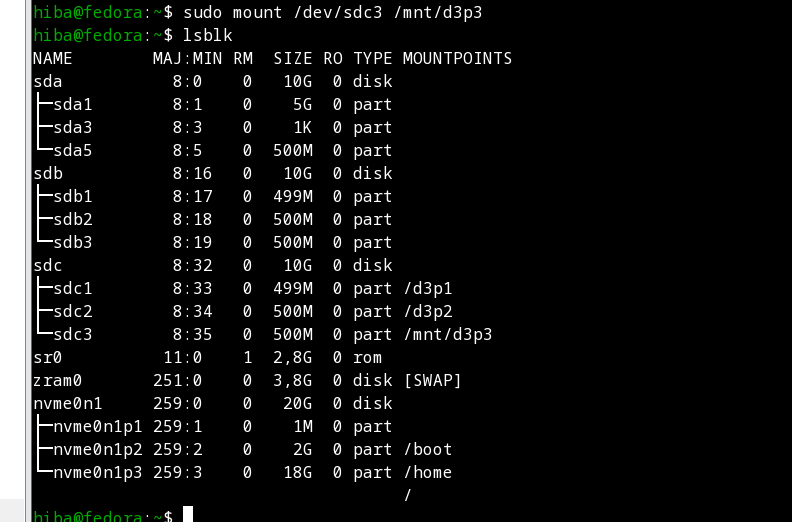 hiba@fedora:~$ sudo mount /dev/sdc3 /mnt/d3p3
hiba@fedora:~$ lsblk
NAME        MAJ:MIN RM  SIZE RO TYPE MOUNTPOINTS
sda           8:0    0   10G  0 disk
├─sda1        8:1    0    5G  0 part
├─sda3        8:3    0    1K  0 part
└─sda5        8:5    0  500M  0 part
sdb           8:16   0   10G  0 disk
├─sdb1        8:17   0  499M  0 part
├─sdb2        8:18   0  500M  0 part
└─sdb3        8:19   0  500M  0 part
sdc           8:32   0   10G  0 disk
├─sdc1        8:33   0  499M  0 part /d3p1
├─sdc2        8:34   0  500M  0 part /d3p2
└─sdc3        8:35   0  500M  0 part /mnt/d3p3
sr0          11:0    1  2,8G  0 rom
zram0       251:0    0  3,8G  0 disk [SWAP]
nvme0n1     259:0    0   20G  0 disk
├─nvme0n1p1 259:1    0    1M  0 part
├─nvme0n1p2 259:2    0    2G  0 part /boot
└─nvme0n1p3 259:3    0   18G  0 part /home
                                     /
hiba@fedora:~$